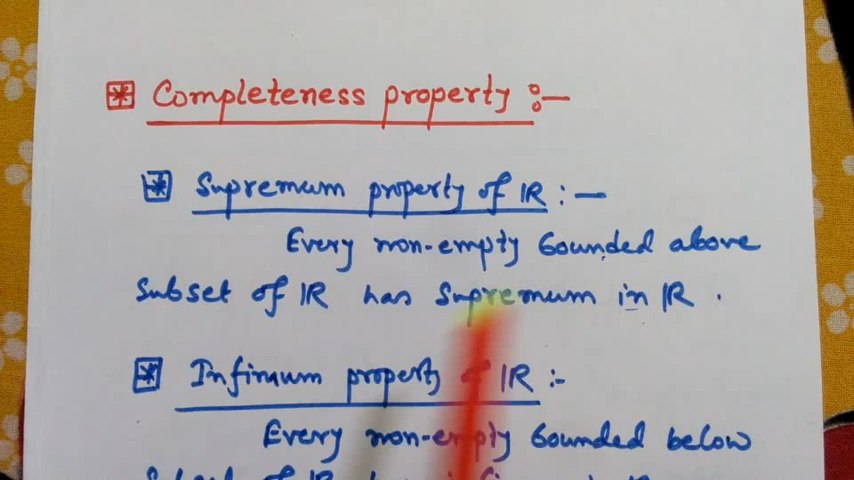 Completeness property :—
Supremum property of IR : —
Every non-empty bounded above
Subset of IR has Supremum in IR .
Infimum property of IR :-
Every non-empty bounded below